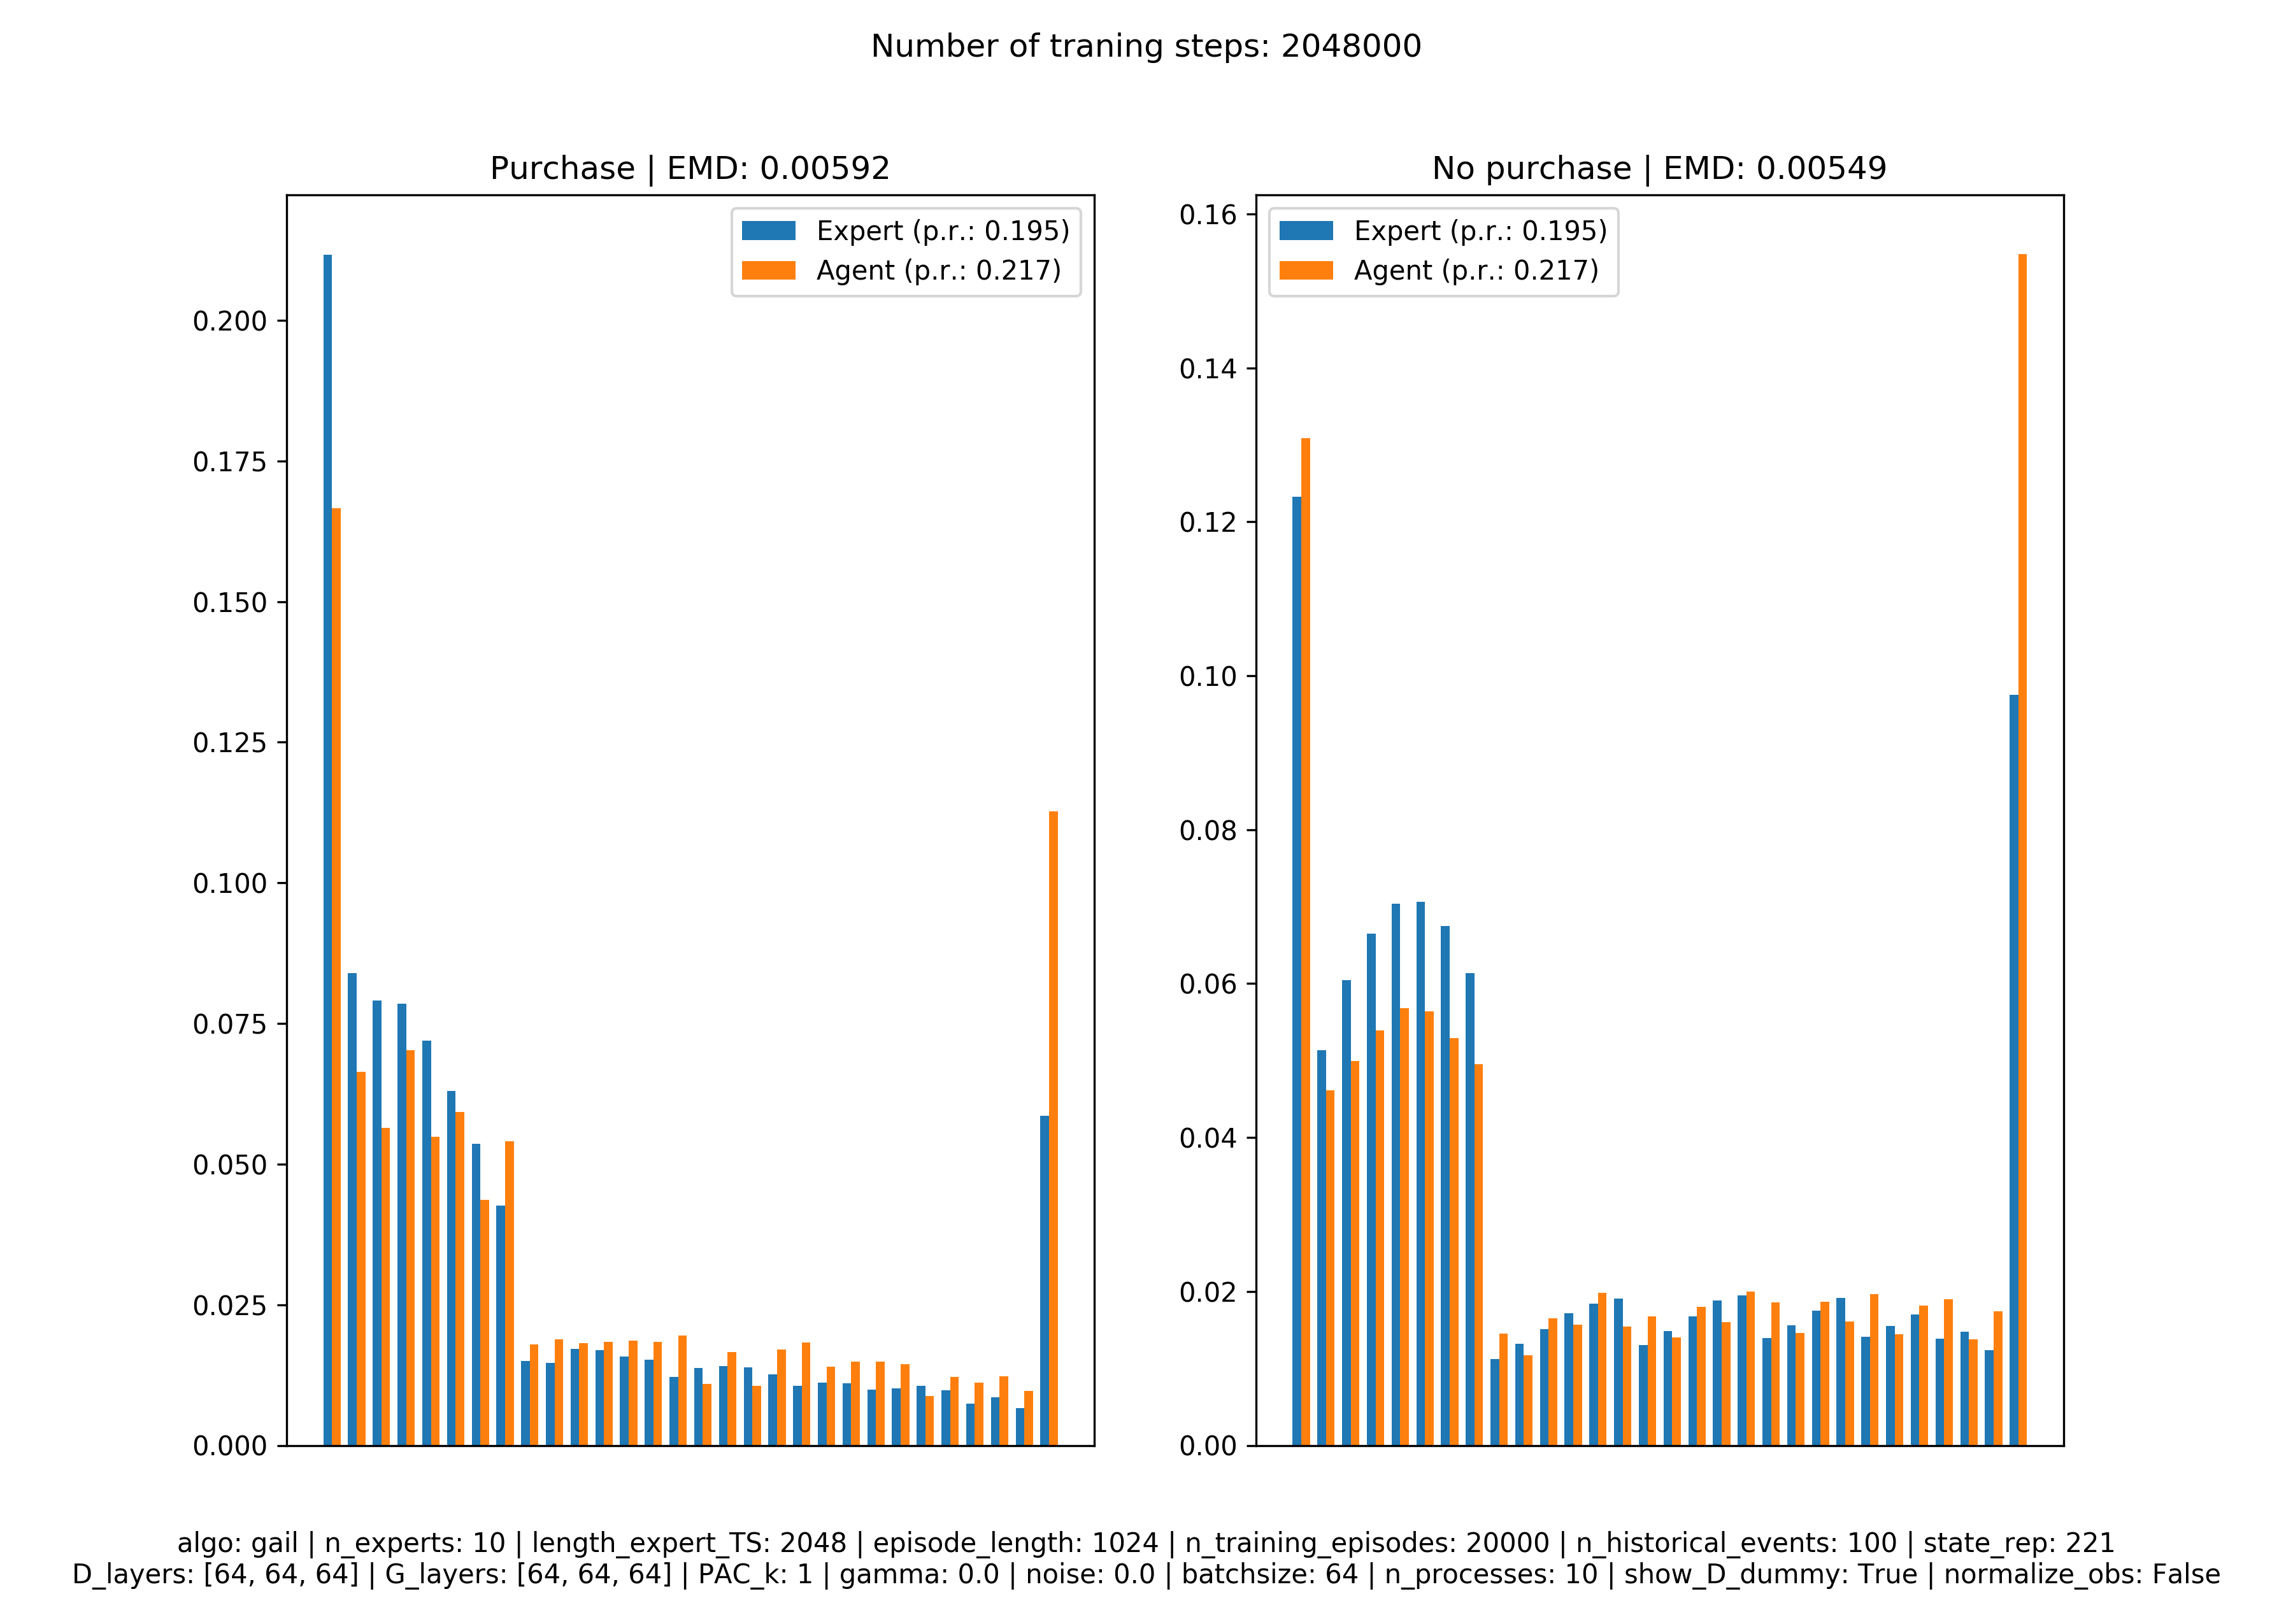 Number of traning steps: 2048000
Purchase | EMD: 0.00592
Expert (p.r.: 0.195)
Agent (p.r.: 0.217)
0.200
0.175
0.150
0.125
0.100
0.075
0.050
0.025
0.000
No purchase | EMD: 0.00549
Expert (p.r.: 0.195)
Agent (p.r.: 0.217)
0.16
0.14
0.12
0.10
0.08
0.06
0.04
0.02
0.00
algo: gail | n_experts: 10 | length_expert_TS: 2048 | episode_length: 1024 | n_training_episodes: 20000 | n_historical_events: 100 | state_rep: 221
D_layers: [64, 64, 64] | G_layers: [64, 64, 64] | PAC_k: 1 | gamma: 0.0 | noise: 0.0 | batchsize: 64 | n_processes: 10 | show_D_dummy: True | normalize_obs: False